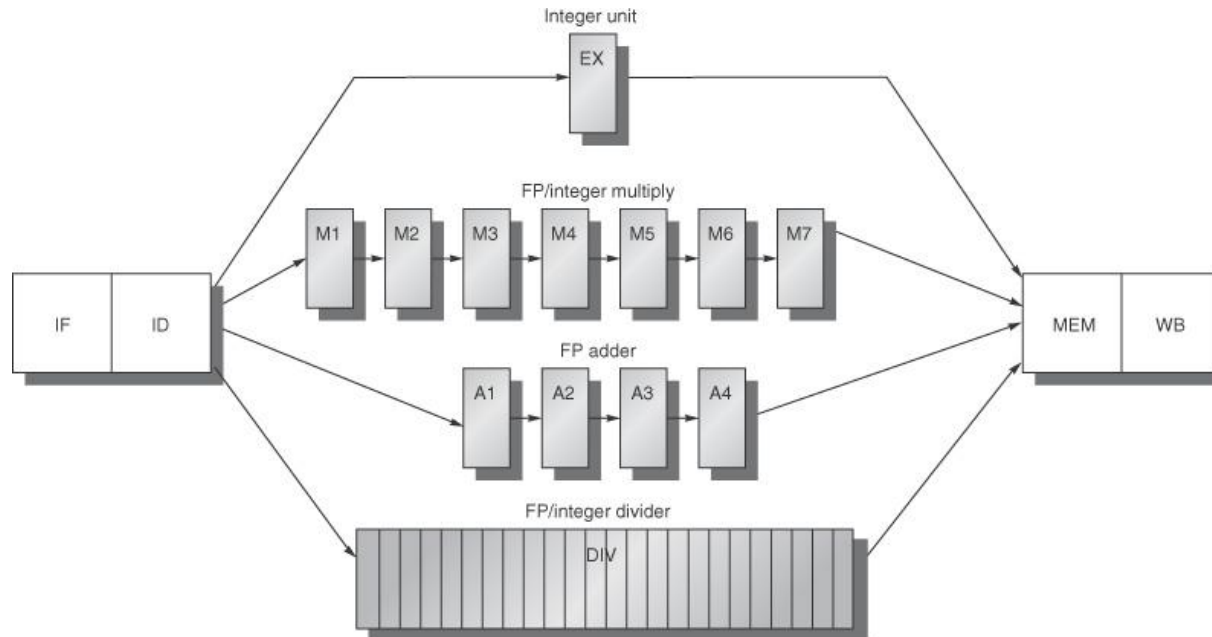 Integer unit
EX
FP/integer multiply
M1 M2 M3 M4 M5 M6 M7
IF ID
MEM WB
FP adder
A1 A2 A3 A4
FP/integer divider
DIV